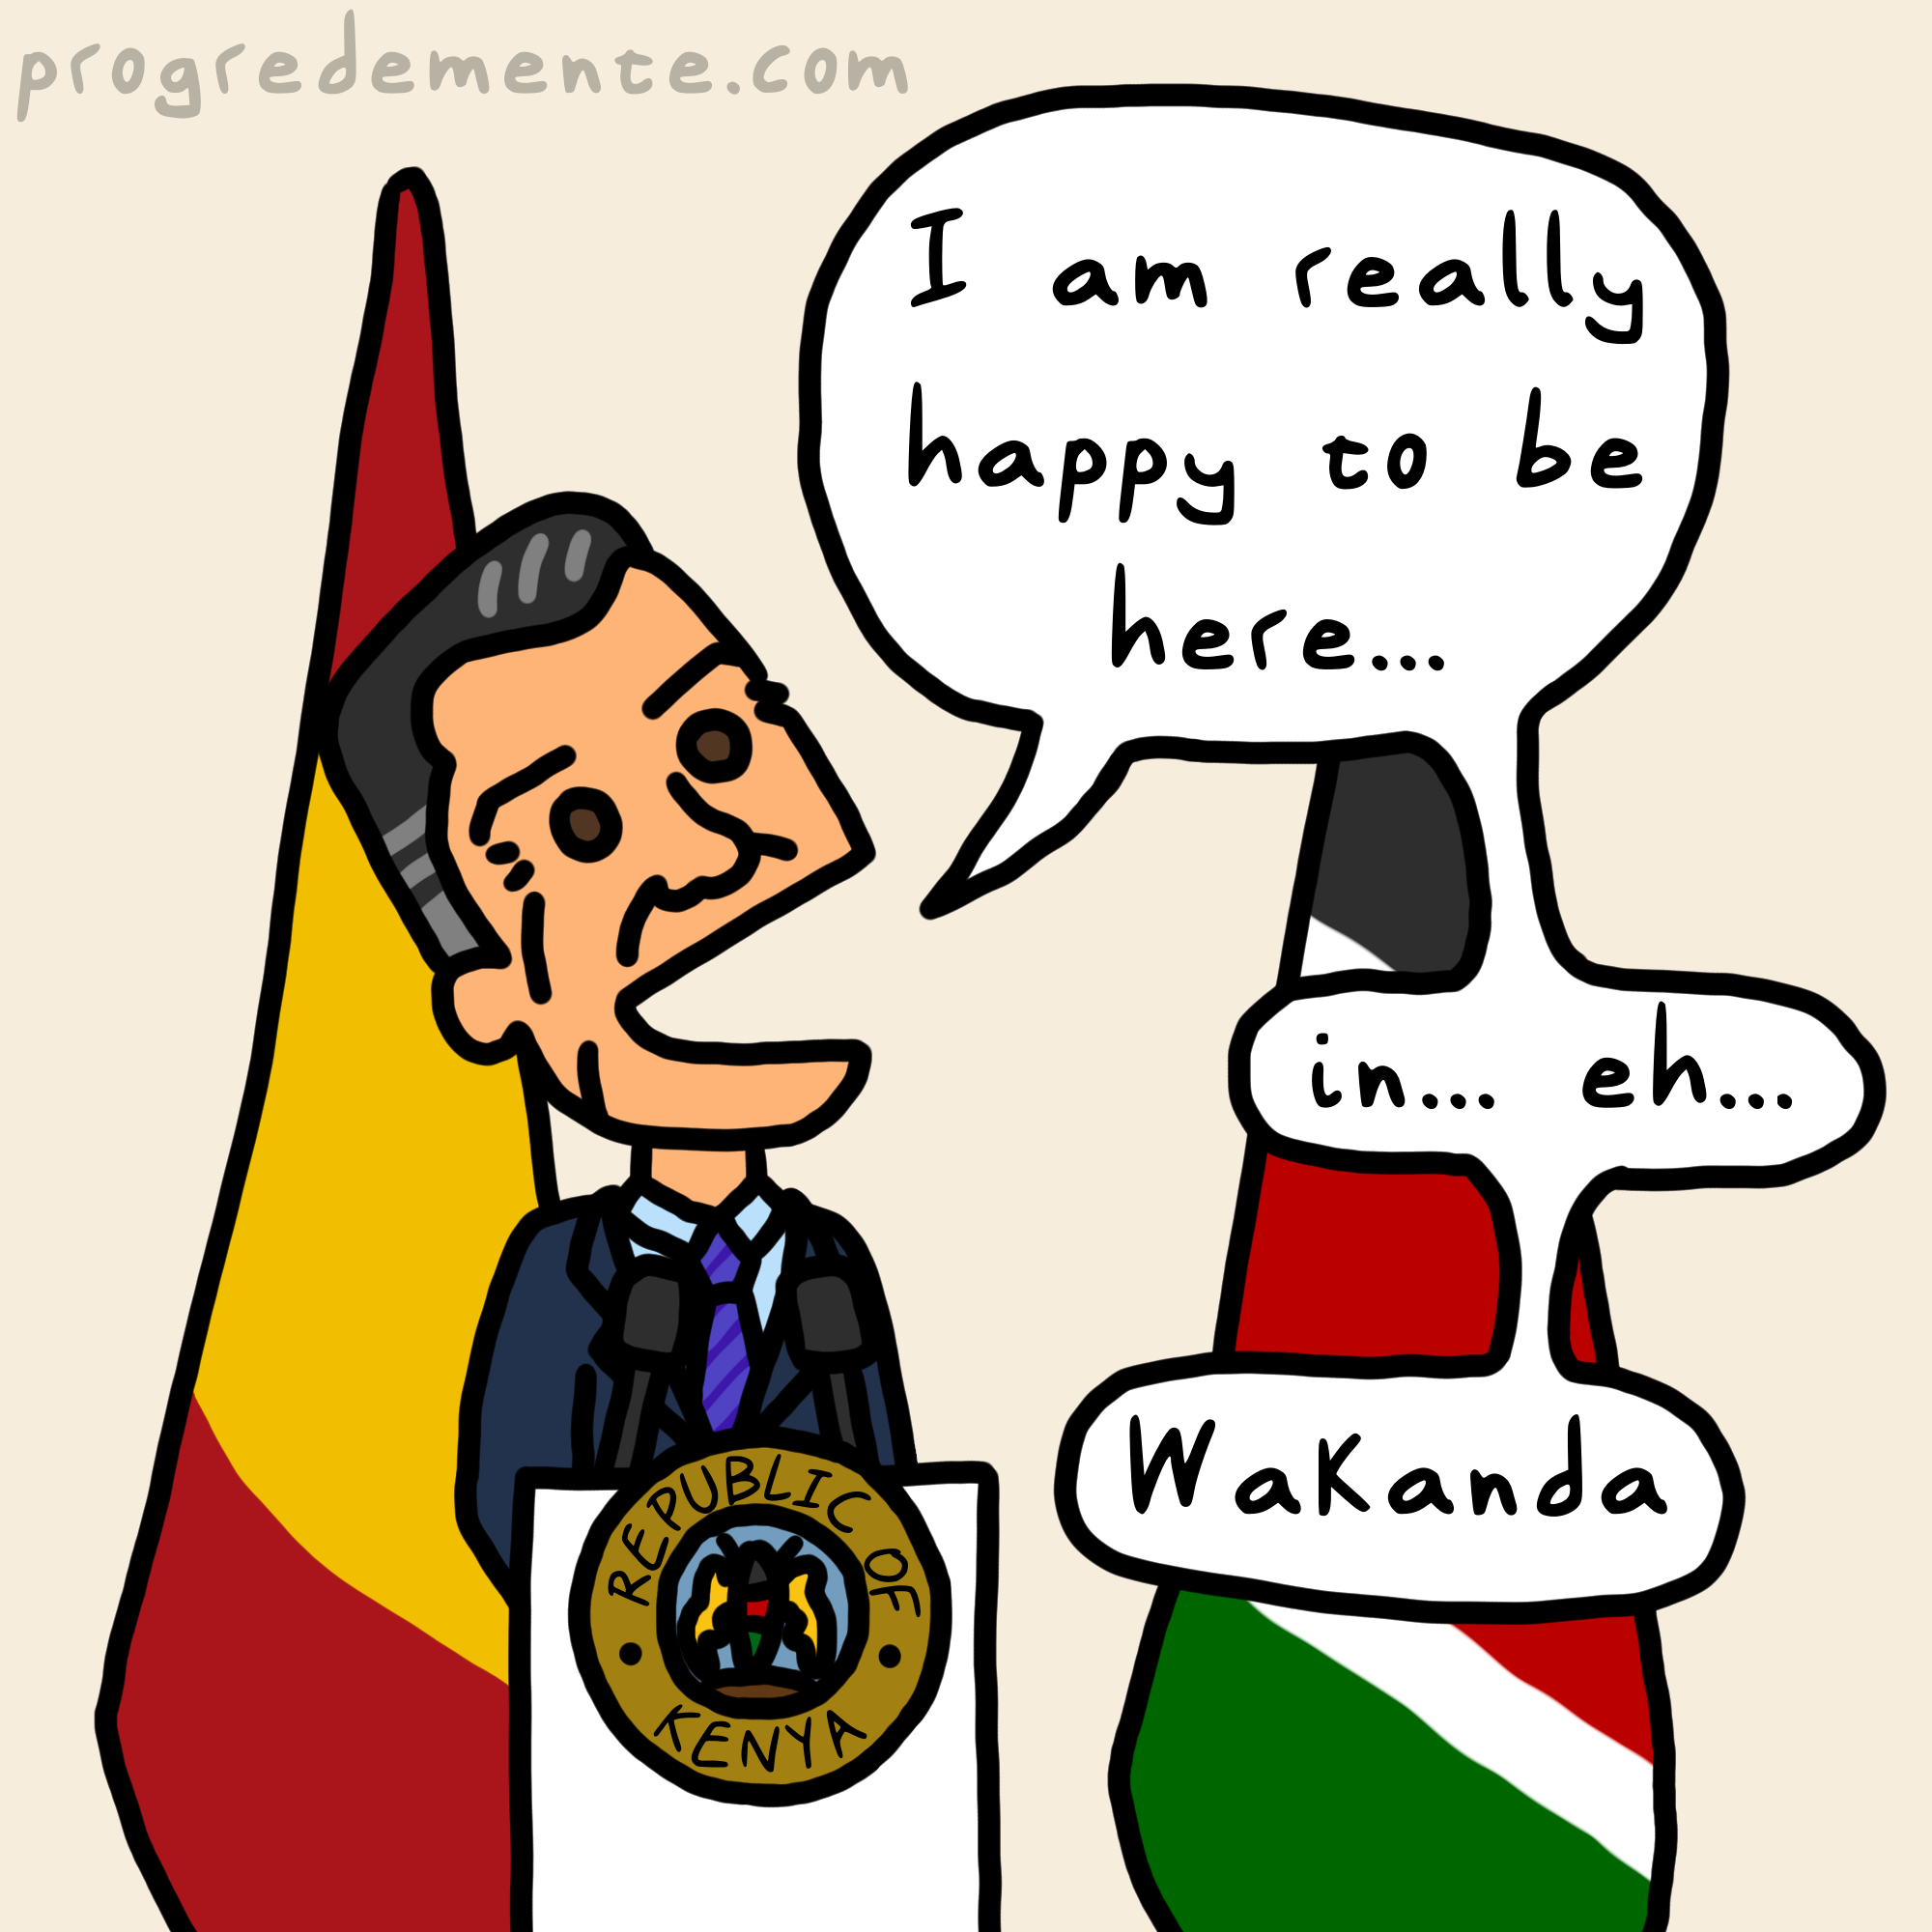 progredemente.com
I am really
happy to be
here...
in... eh...
Wakanda
REPUBLIC OF
KENYA